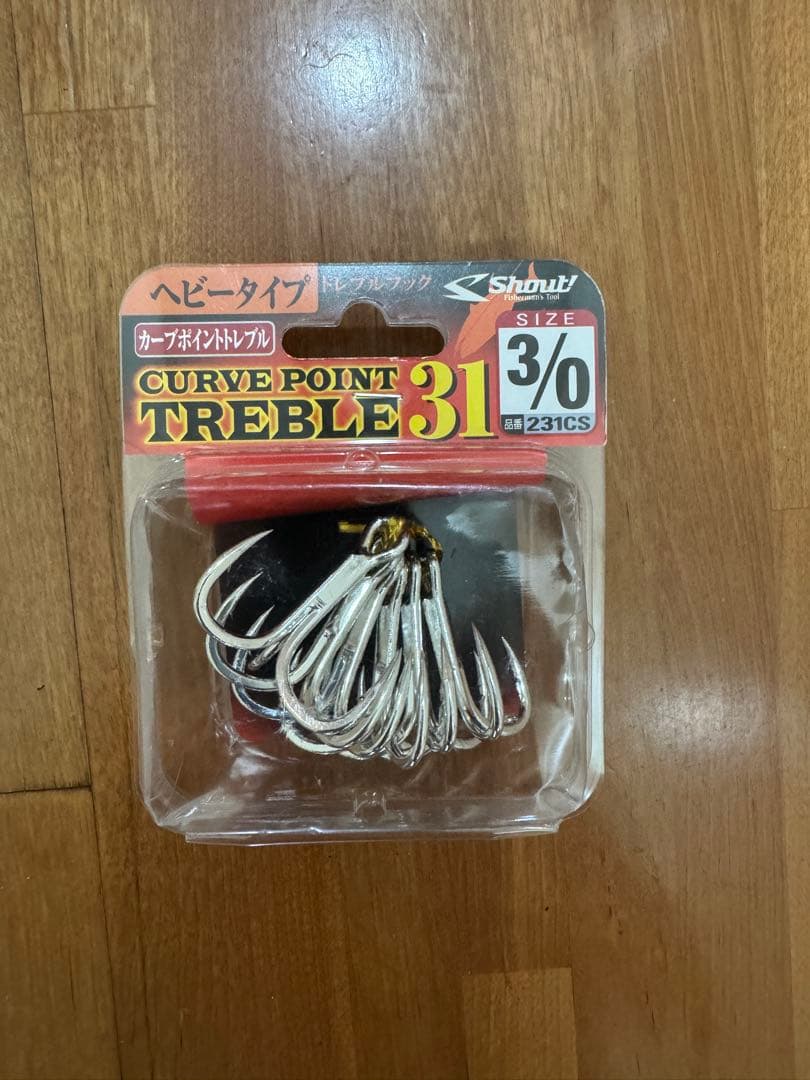 ヘビータイプ
トレブルフック
Shout!
Fisherman's Tool
カーブポイントトレブル
CURVE POINT
TREBLE 31
SIZE
3/0
品番 231CS